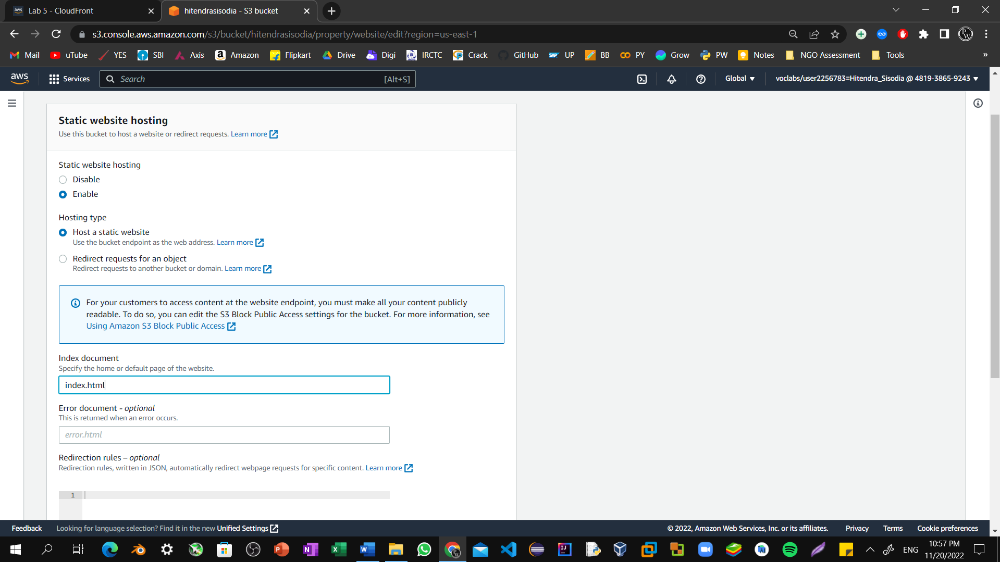 Lab 5 - CloudFront
hitendrasisodia - S3 bucket
s3.console.aws.amazon.com/s3/bucket/hitendrasisodia/property/website/edit?region=us-east-1
Mail uTube YES SBI Axis Amazon Flipkart Drive Digi IRCTC Crack GitHub UP BB PY Grow PW Notes NGO Assessment Tools »
aws Services Search [Alt+S] Global voclabs/user2256783=Hitendra_Sisodia @ 4819-3865-9243
Static website hosting
Use this bucket to host a website or redirect requests. Learn more
Static website hosting
Disable
Enable
Hosting type
Host a static website
Use the bucket endpoint as the web address. Learn more
Redirect requests for an object
Redirect requests to another bucket or domain. Learn more
For your customers to access content at the website endpoint, you must make all your content publicly
readable. To do so, you can edit the S3 Block Public Access settings for the bucket. For more information, see
Using Amazon S3 Block Public Access
Index document
Specify the home or default page of the website.
index.html
Error document - optional
This is returned when an error occurs.
error.html
Redirection rules – optional
Redirection rules, written in JSON, automatically redirect webpage requests for specific content. Learn more
1
Feedback Looking for language selection? Find it in the new Unified Settings © 2022, Amazon Web Services, Inc. or its affiliates. Privacy Terms Cookie preferences
ENG
10:57 PM
11/20/2022